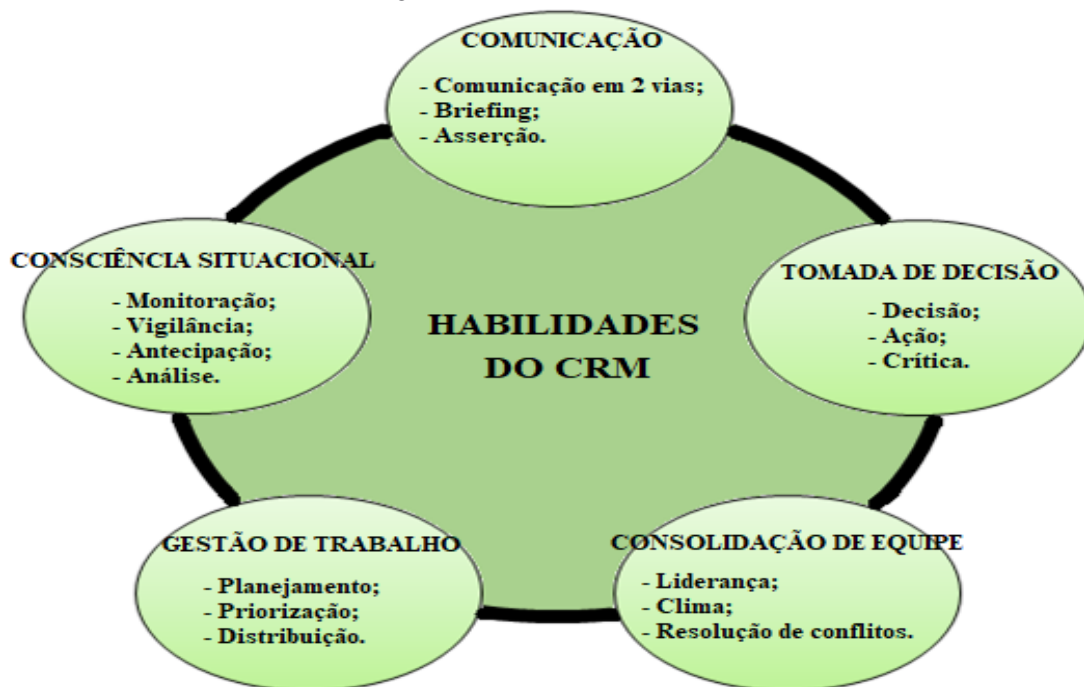 COMUNICAÇÃO
- Comunicação em 2 vias;
- Briefing;
- Asserção.
CONSCIÊNCIA SITUACIONAL
- Monitoração;
- Vigilância;
- Antecipação;
- Análise.
HABILIDADES
DO CRM
TOMADA DE DECISÃO
- Decisão;
- Ação;
- Crítica.
GESTÃO DE TRABALHO
- Planejamento;
- Priorização;
- Distribuição.
CONSOLIDAÇÃO DE EQUIPE
- Liderança;
- Clima;
- Resolução de conflitos.